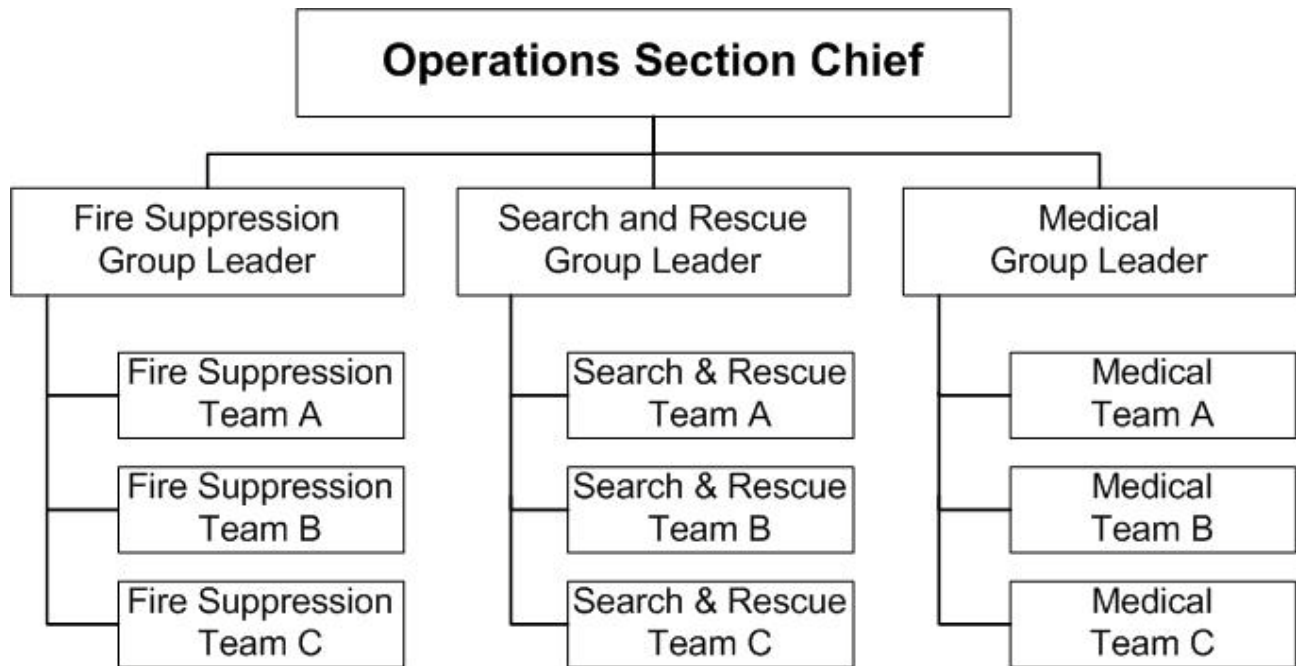 Operations Section Chief
Fire Suppression
Group Leader
Search and Rescue
Group Leader
Medical
Group Leader
Fire Suppression
Team A
Search & Rescue
Team A
Medical
Team A
Fire Suppression
Team B
Search & Rescue
Team B
Medical
Team B
Fire Suppression
Team C
Search & Rescue
Team C
Medical
Team C